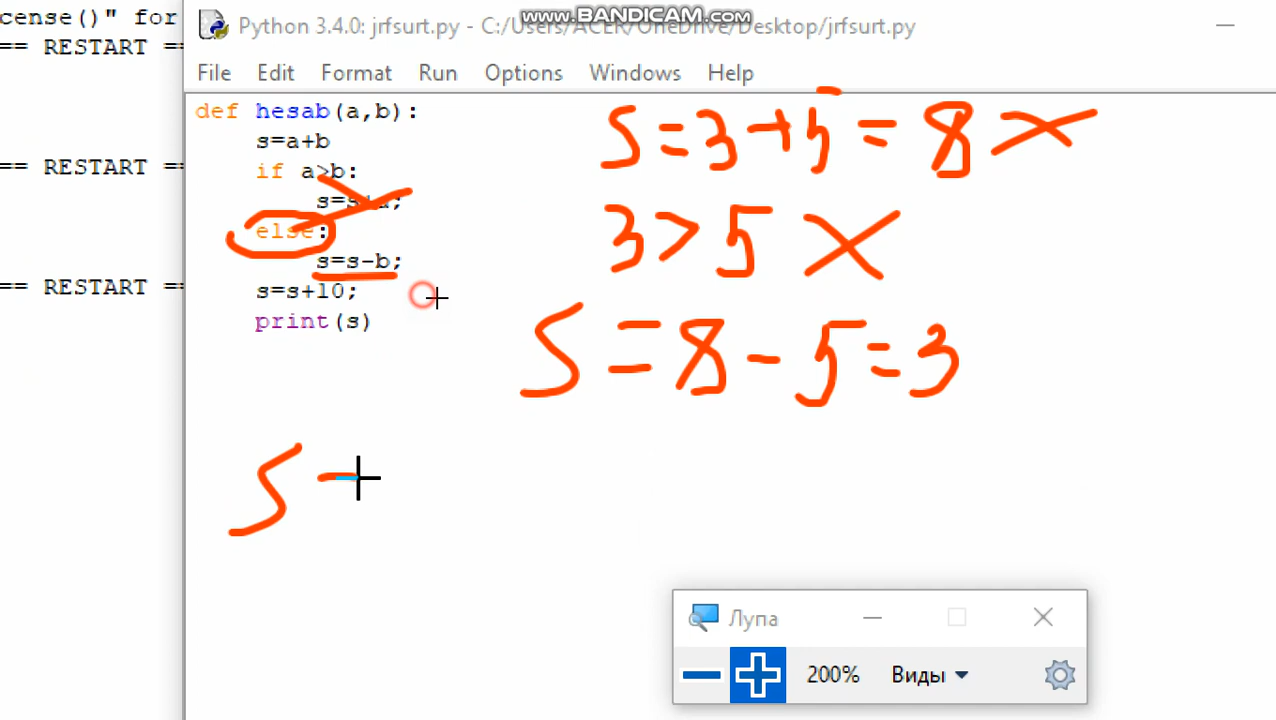 www.BANDICAM.com
cense()" for
== RESTART ==
== RESTART ==
== RESTART ==
Python 3.4.0: jrfsurt.py - C:/Users/ACER/OneDrive/Desktop/jrfsurt.py
File Edit Format Run Options Windows Help
def hesab(a,b):
s=a+b
if a>b:
s=s+a;
else:
s=s-b;
s=s+10;
print(s)
S=3+5=8
3>5
S=8-5=3
S
Лупа
200% Виды